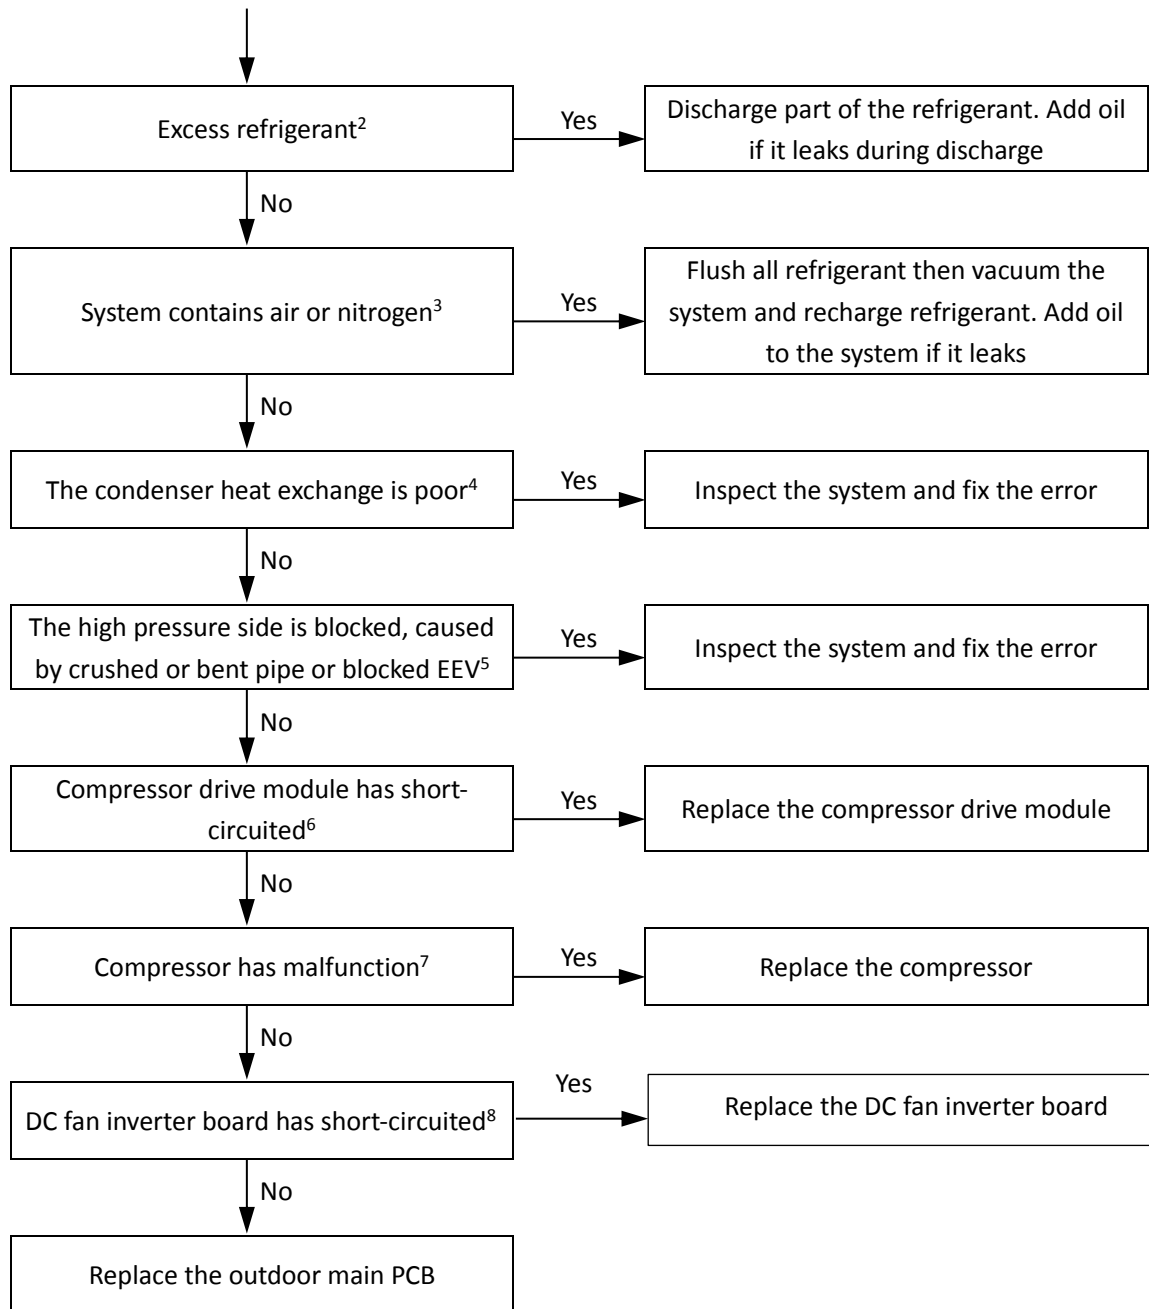 Excess refrigerant²
Yes
Discharge part of the refrigerant. Add oil
if it leaks during discharge
No
System contains air or nitrogen³
Yes
Flush all refrigerant then vacuum the
system and recharge refrigerant. Add oil
to the system if it leaks
No
The condenser heat exchange is poor⁴
Yes
Inspect the system and fix the error
No
The high pressure side is blocked, caused
by crushed or bent pipe or blocked EEV⁵
Yes
Inspect the system and fix the error
No
Compressor drive module has short-
circuited⁶
Yes
Replace the compressor drive module
No
Compressor has malfunction⁷
Yes
Replace the compressor
No
DC fan inverter board has short-circuited⁸
Yes
Replace the DC fan inverter board
No
Replace the outdoor main PCB